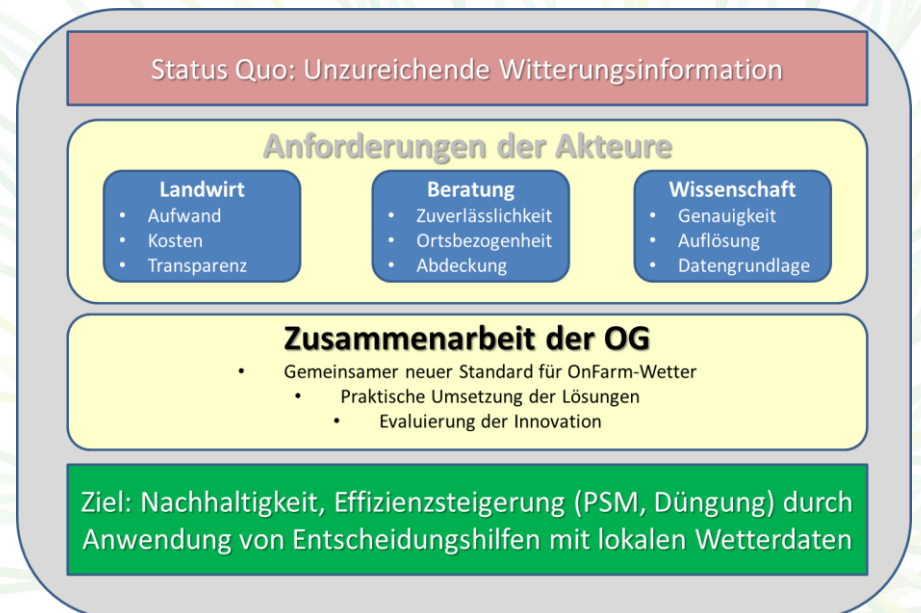 Status Quo: Unzureichende Witterungsinformation
Anforderungen der Akteure
Landwirt
• Aufwand
• Kosten
• Transparenz
Beratung
• Zuverlässlichkeit
• Ortsbezogenheit
• Abdeckung
Wissenschaft
• Genauigkeit
• Auflösung
• Datengrundlage
Zusammenarbeit der OG
• Gemeinsamer neuer Standard für OnFarm-Wetter
• Praktische Umsetzung der Lösungen
• Evaluierung der Innovation
Ziel: Nachhaltigkeit, Effizienzsteigerung (PSM, Düngung) durch
Anwendung von Entscheidungshilfen mit lokalen Wetterdaten